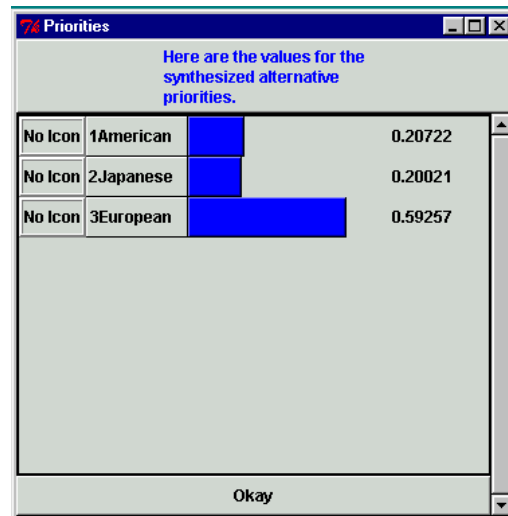 Priorities
Here are the values for the
synthesized alternative
priorities.
No Icon 1American 0.20722
No Icon 2Japanese 0.20021
No Icon 3European 0.59257
Okay